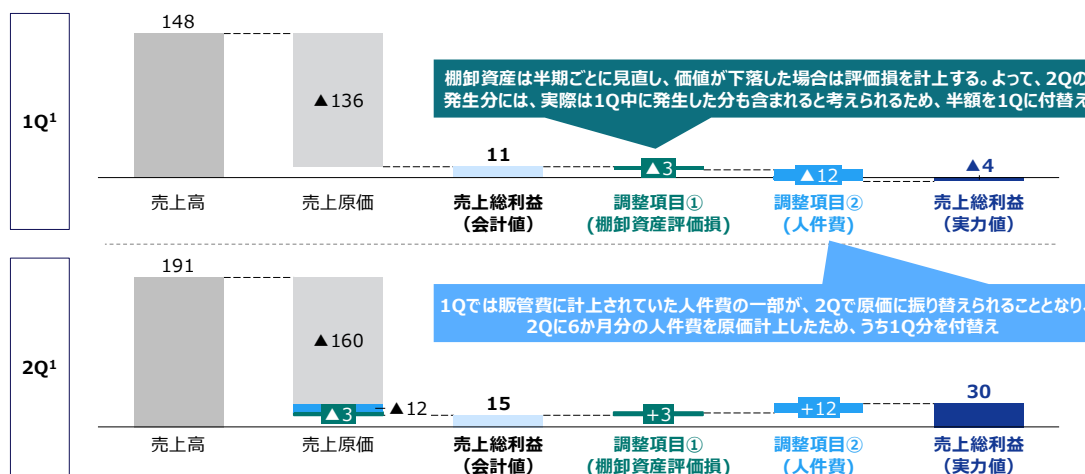 148
▲136
1Q¹
11
▲3
▲12
▲4
棚卸資産は半期ごとに見直し、価値が下落した場合は評価損を計上する。よって、2Qの
発生分には、実際は1Q中に発生した分も含まれると考えられるため、半額を1Qに付替え
売上高
売上原価
売上総利益
（会計値）
調整項目①
(棚卸資産評価損)
調整項目②
(人件費)
売上総利益
（実力値）
191
▲160
2Q¹
▲3
▲12
15
+3
+12
30
1Qでは販管費に計上されていた人件費の一部が、2Qで原価に振り替えられることとなり、
2Qに6か月分の人件費を原価計上したため、うち1Q分を付替え
売上高
売上原価
売上総利益
（会計値）
調整項目①
（棚卸資産評価損）
調整項目②
（人件費）
売上総利益
（実力値）